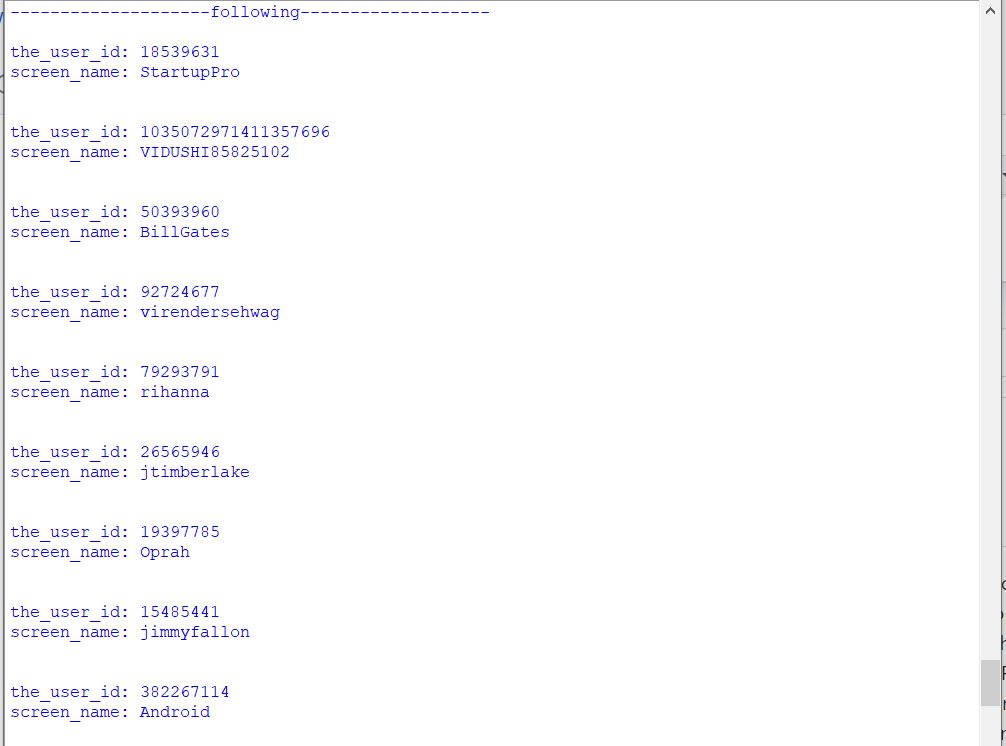 --------------------following-------------------
the_user_id: 18539631
screen_name: StartupPro
the_user_id: 1035072971411357696
screen_name: VIDUSHI85825102
the_user_id: 50393960
screen_name: BillGates
the_user_id: 92724677
screen_name: virendersehwag
the_user_id: 79293791
screen_name: rihanna
the_user_id: 26565946
screen_name: jtimberlake
the_user_id: 19397785
screen_name: Oprah
the_user_id: 15485441
screen_name: jimmyfallon
the_user_id: 382267114
screen_name: Android